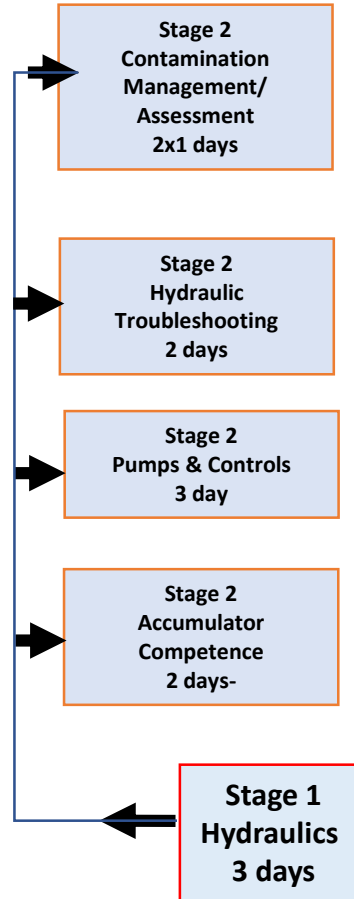 Stage 2
Contamination
Management/
Assessment
2x1 days
Stage 2
Hydraulic
Troubleshooting
2 days
Stage 2
Pumps & Controls
3 day
Stage 2
Accumulator
Competence
2 days-
Stage 1
Hydraulics
3 days